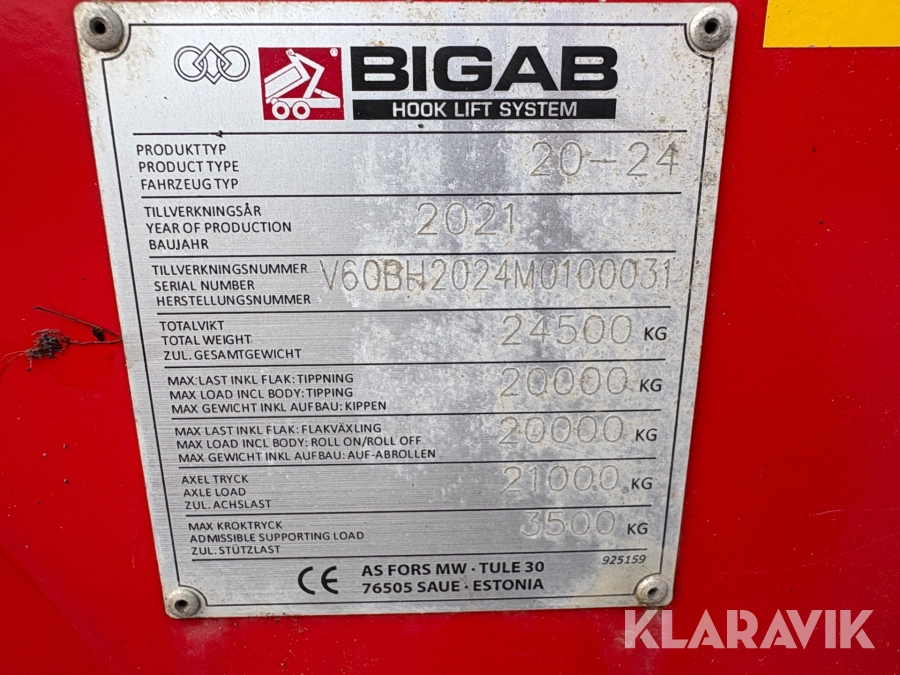 BIGAB
HOOK LIFT SYSTEM
PRODUKTTYP
PRODUCT TYPE
FAHRZEUG TYP
20-24
TILLVERKNINGSÅR
YEAR OF PRODUCTION
BAUJAHR
2021
TILLVERKNINGSNUMMER
SERIAL NUMBER
HERSTELLUNGSNUMMER
V60BH2024M0100031
TOTALVIKT
TOTAL WEIGHT
ZUL. GESAMTGEWICHT
24500 KG
MAX LAST INKL FLAK: TIPPNING
MAX LOAD INCL BODY: TIPPING
MAX GEWICHT INKL AUFBAU: KIPPEN
20000 KG
MAX LAST INKL FLAK: FLAKVÄXLING
MAX LOAD INCL BODY: ROLL ON/ROLL OFF
MAX GEWICHT INKL AUFBAU: AUF-ABROLLEN
20000 KG
AXEL TRYCK
AXLE LOAD
ZUL. ACHSLAST
21000 KG
MAX KROKTRYCK
ADMISSIBLE SUPPORTING LOAD
ZUL. STÜTZLAST
3500 KG
925159
CE
AS FORS MW · TULE 30
76505 SAUE · ESTONIA
KLARAVIK